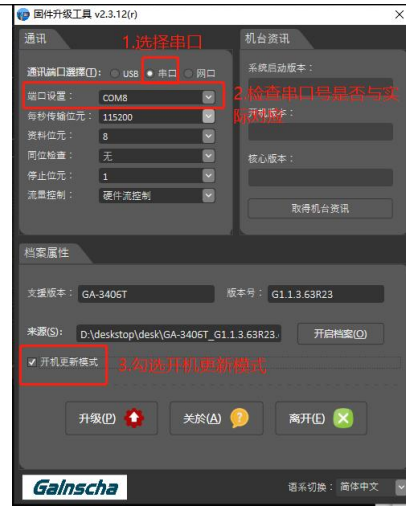 固件升级工具 v2.3.12(r)
通讯
1.选择串口
机台资讯
通讯端口選擇(I)： USB 串口 网口
系统启动版本：
端口设置： COM8
2.检查串口号是否与实际对应
每秒传输位元： 115200
开机版本：
资料位元： 8
同位检查： 无
核心版本：
停止位元： 1
流量控制： 硬件流控制
取得机台资讯
档案属性
支援版本： GA-3406T
版本号： G1.1.3.63R23
来源(S)： D:\deskstop\desk\GA-3406T_G1.1.3.63R23.
开启档案(O)
开机更新模式
3.勾选开机更新模式
升级(P)
关於(A)
离开(E)
Gainscha
语系切换： 简体中文